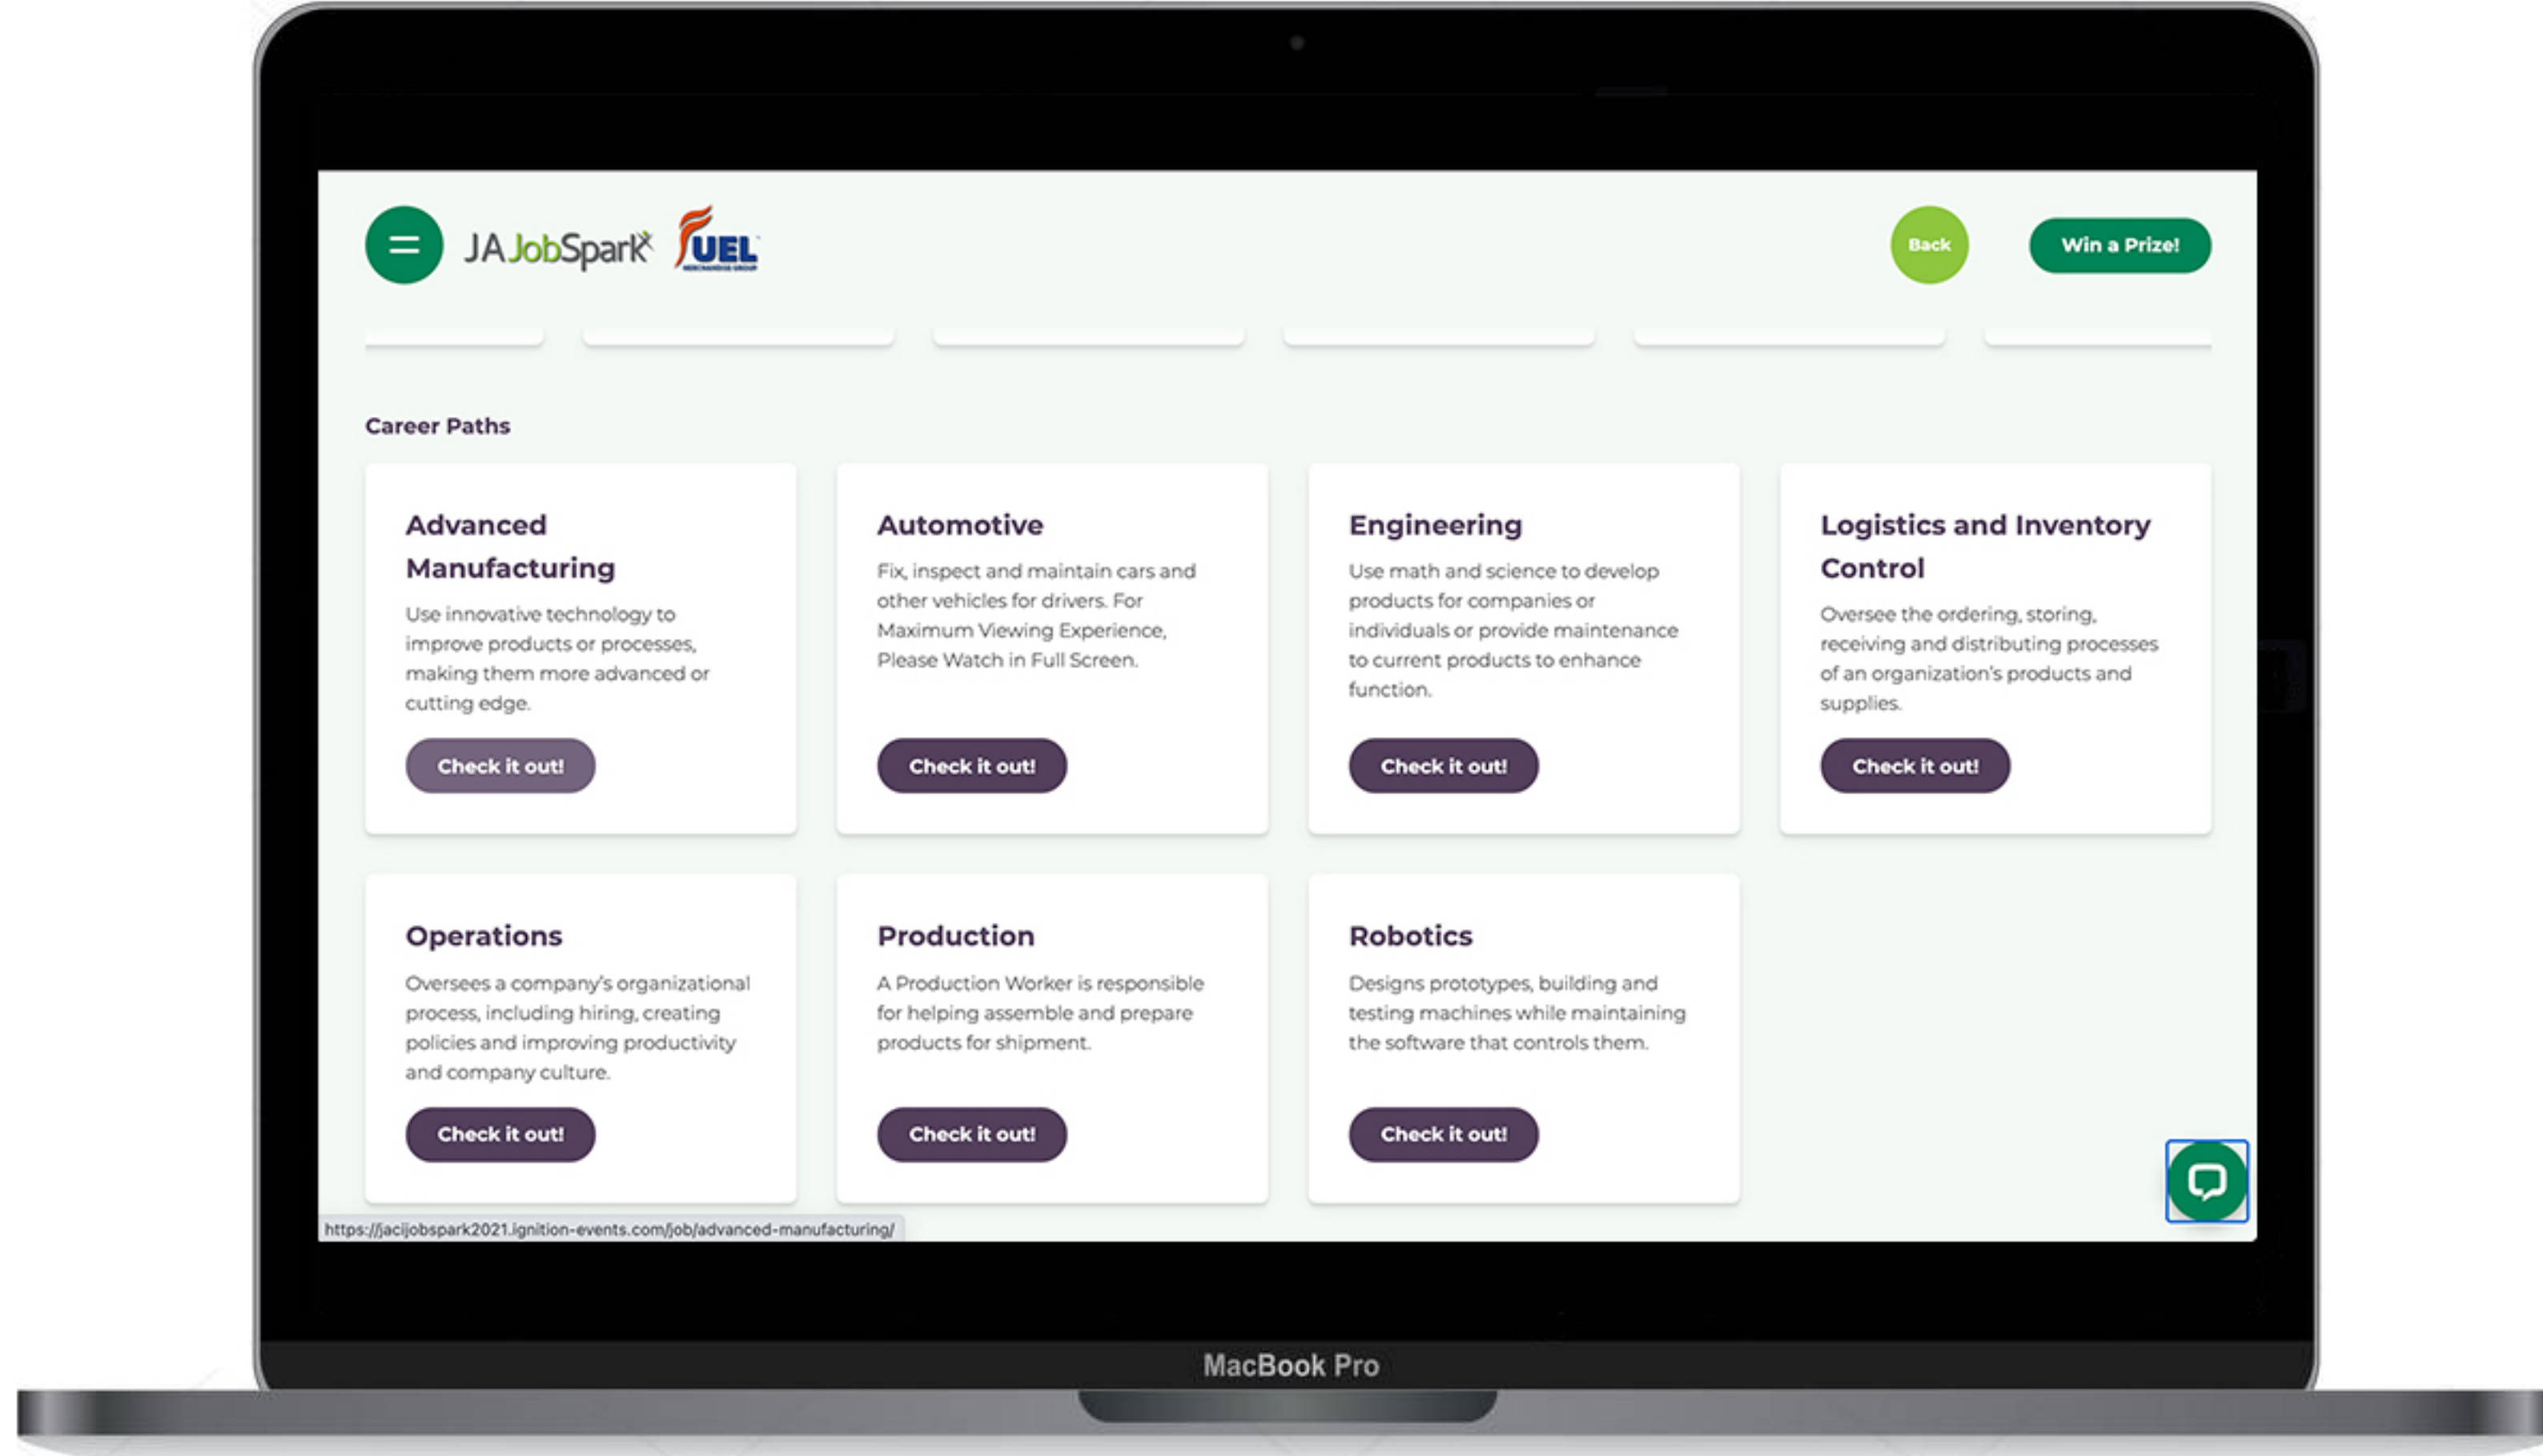 JA JobSpark
FUEL
Back
Win a Prize!
Career Paths
Advanced
Manufacturing
Use innovative technology to
improve products or processes,
making them more advanced or
cutting edge.
Check it out!
Automotive
Fix, inspect and maintain cars and
other vehicles for drivers. For
Maximum Viewing Experience,
Please Watch in Full Screen.
Check it out!
Engineering
Use math and science to develop
products for companies or
individuals or provide maintenance
to current products to enhance
function.
Check it out!
Logistics and Inventory
Control
Oversee the ordering, storing,
receiving and distributing processes
of an organization's products and
supplies.
Check it out!
Operations
Oversees a company's organizational
process, including hiring, creating
policies and improving productivity
and company culture.
Check it out!
Production
A Production Worker is responsible
for helping assemble and prepare
products for shipment.
Check it out!
Robotics
Designs prototypes, building and
testing machines while maintaining
the software that controls them.
Check it out!
https://jacijobspark2021.ignition-events.com/job/advanced-manufacturing/
MacBook Pro